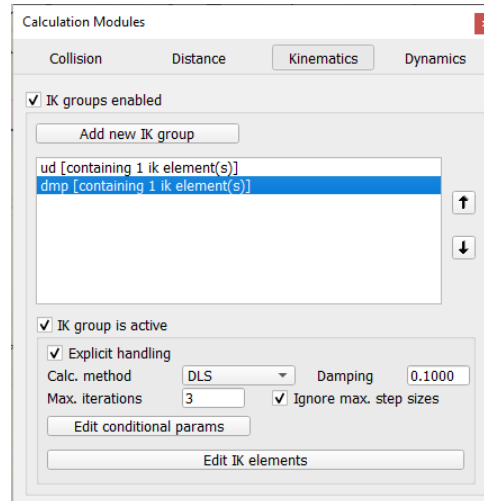 Calculation Modules
Collision Distance Kinematics Dynamics
IK groups enabled
Add new IK group
ud [containing 1 ik element(s)]
dmp [containing 1 ik element(s)]
IK group is active
Explicit handling
Calc. method DLS Damping 0.1000
Max. iterations 3 Ignore max. step sizes
Edit conditional params
Edit IK elements